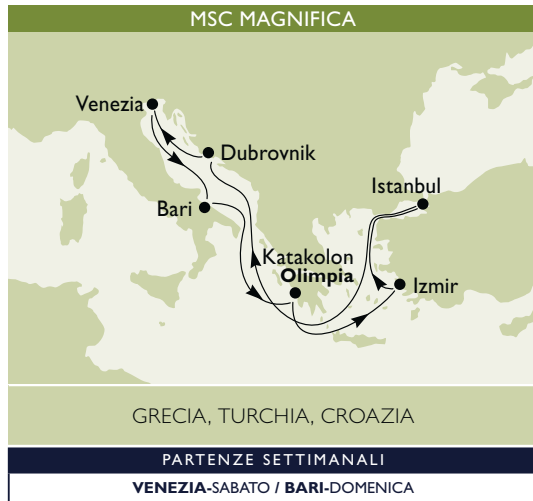 MSC MAGNIFICA
Venezia
Dubrovnik
Istanbul
Bari
Katakolon
Olimpia
Izmir
GRECIA, TURCHIA, CROAZIA
PARTENZE SETTIMANALI
VENEZIA-SABATO / BARI-DOMENICA